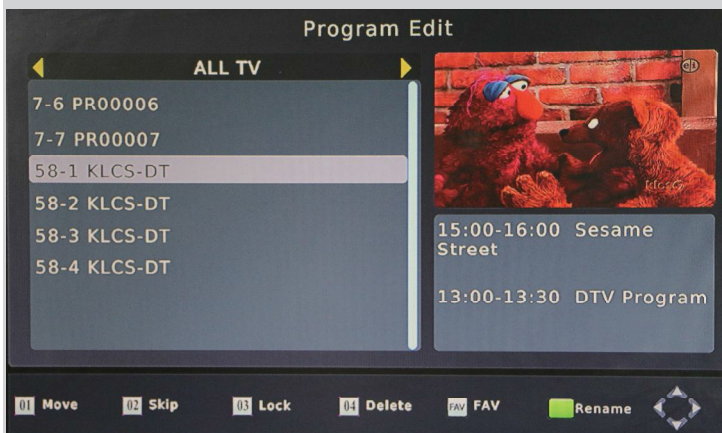 Program Edit
ALL TV
7-6 PR00006
7-7 PR00007
58-1 KLCS-DT
58-2 KLCS-DT
58-3 KLCS-DT
58-4 KLCS-DT
15:00-16:00 Sesame
Street
13:00-13:30 DTV Program
01 Move 02 Skip 03 Lock 04 Delete FAV FAV Rename